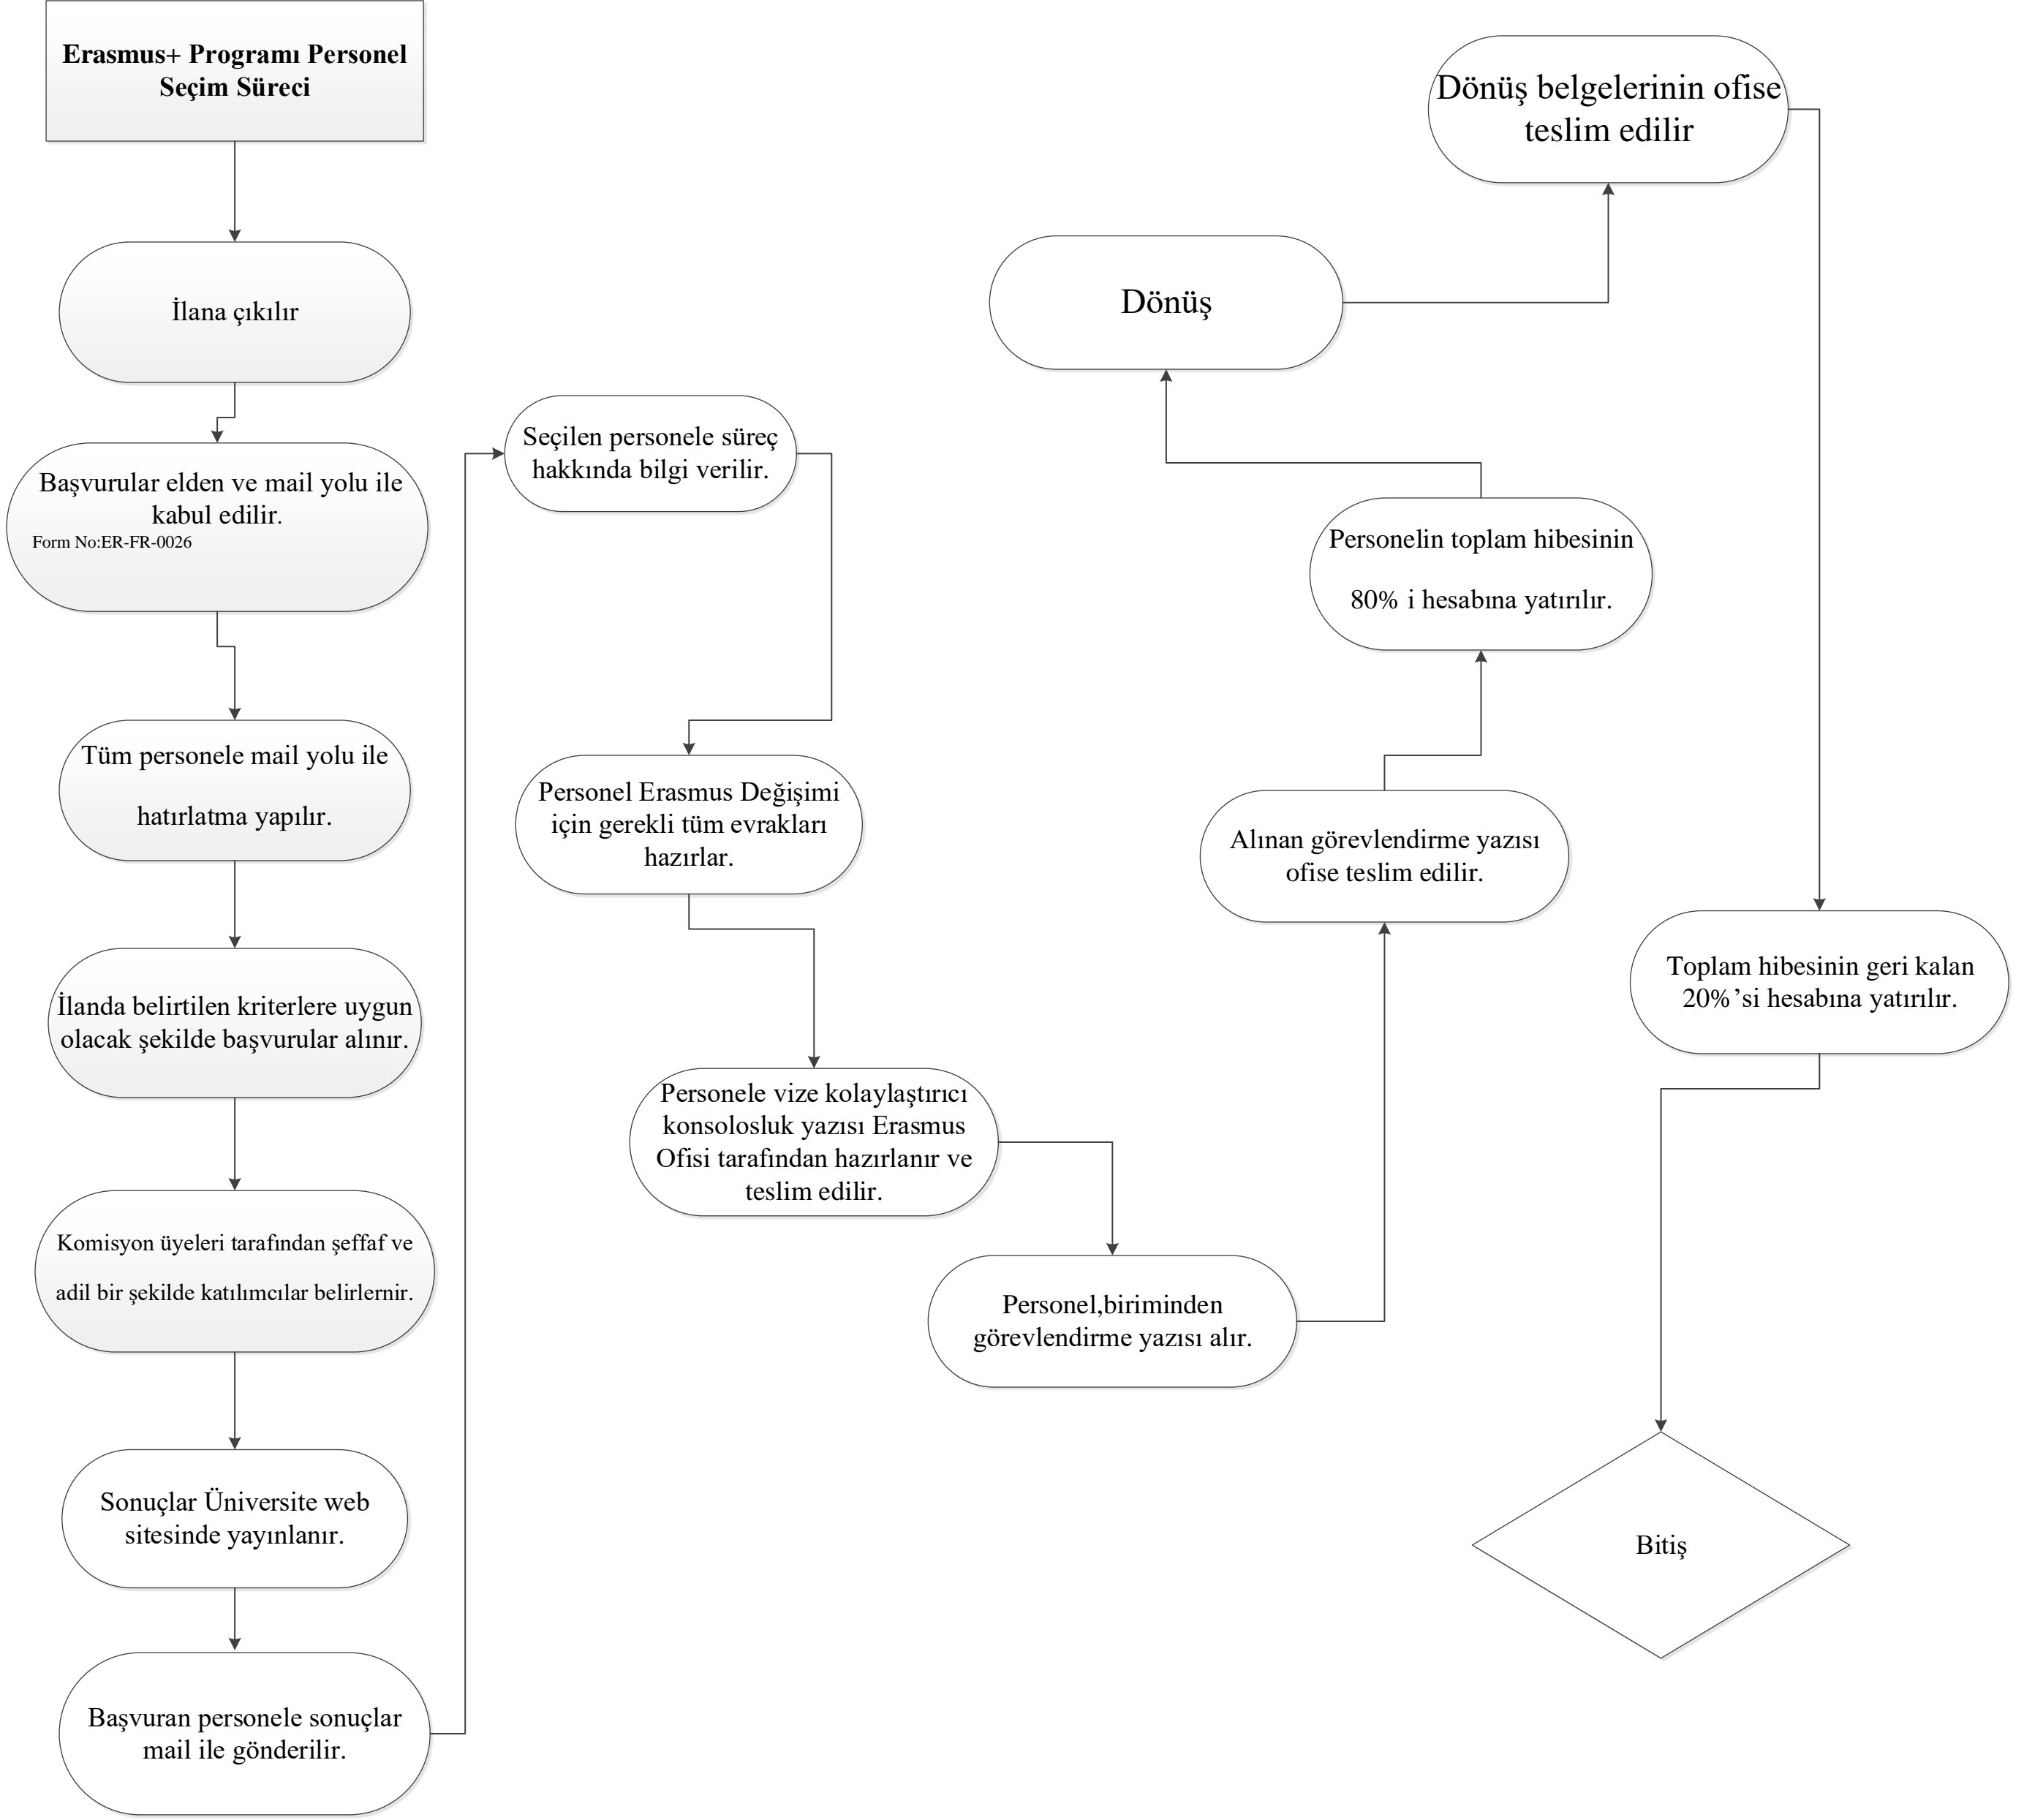 Erasmus+ Programı Personel
Seçim Süreci
İlana çıkılır
Başvurular elden ve mail yolu ile
kabul edilir.
Form No:ER-FR-0026
Tüm personele mail yolu ile
hatırlatma yapılır.
İlanda belirtilen kriterlere uygun
olacak şekilde başvurular alınır.
Komisyon üyeleri tarafından şeffaf ve
adil bir şekilde katılımcılar belirlernir.
Sonuçlar Üniversite web
sitesinde yayınlanır.
Başvuran personele sonuçlar
mail ile gönderilir.
Seçilen personele süreç
hakkında bilgi verilir.
Personel Erasmus Değişimi
için gerekli tüm evrakları
hazırlar.
Personele vize kolaylaştırıcı
konsolosluk yazısı Erasmus
Ofisi tarafından hazırlanır ve
teslim edilir.
Personel,biriminden
görevlendirme yazısı alır.
Alınan görevlendirme yazısı
ofise teslim edilir.
Personelin toplam hibesinin
80% i hesabına yatırılır.
Dönüş
Dönüş belgelerinin ofise
teslim edilir
Toplam hibesinin geri kalan
20%’si hesabına yatırılır.
Bitiş